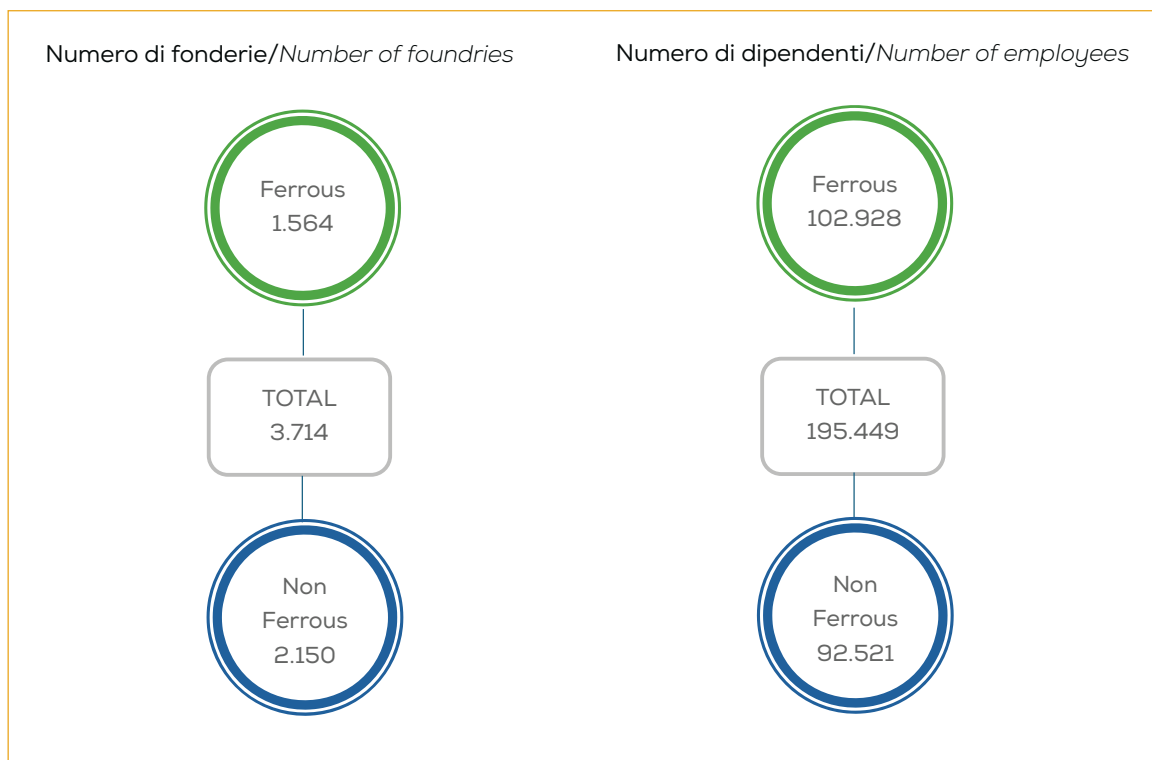 Numero di fonderie/Number of foundries
Ferrous
1.564
TOTAL
3.714
Non
Ferrous
2.150
Numero di dipendenti/Number of employees
Ferrous
102.928
TOTAL
195.449
Non
Ferrous
92.521